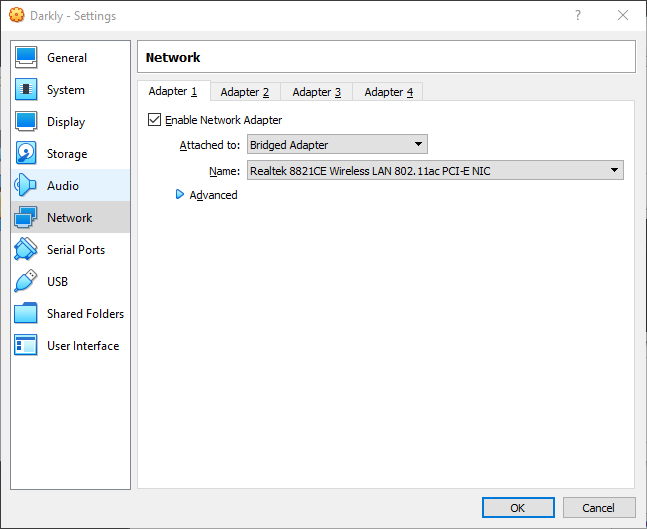 Darkly - Settings
?
General
System
Display
Storage
Audio
Network
Serial Ports
USB
Shared Folders
User Interface
Network
Adapter 1 Adapter 2 Adapter 3 Adapter 4
Enable Network Adapter
Attached to: Bridged Adapter
Name: Realtek 8821CE Wireless LAN 802.11ac PCI-E NIC
Advanced
OK Cancel